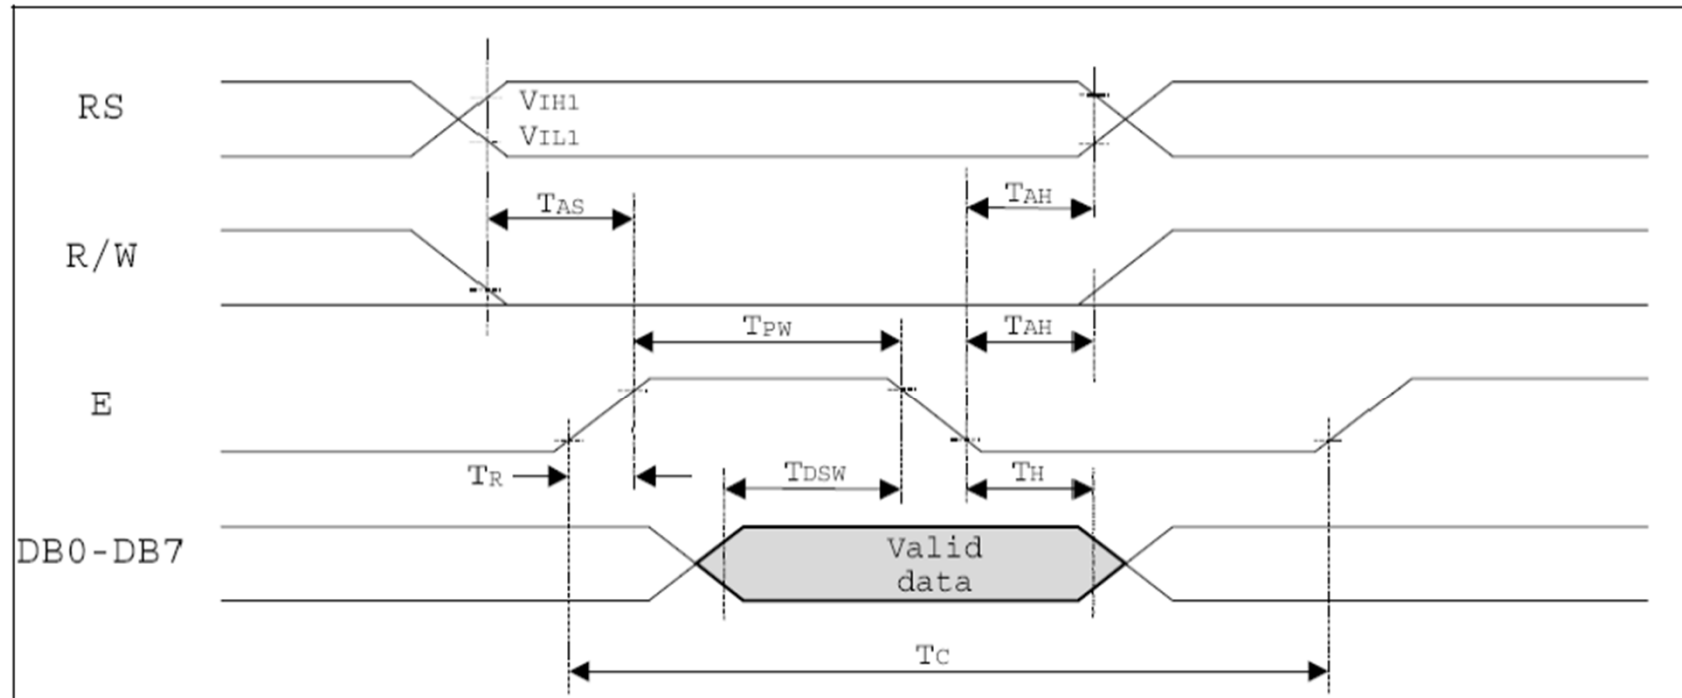 RS
VIH1
VIL1
TAS
TAH
R/W
TPW
TAH
E
TR
TDSW
TH
DB0-DB7
Valid
data
TC